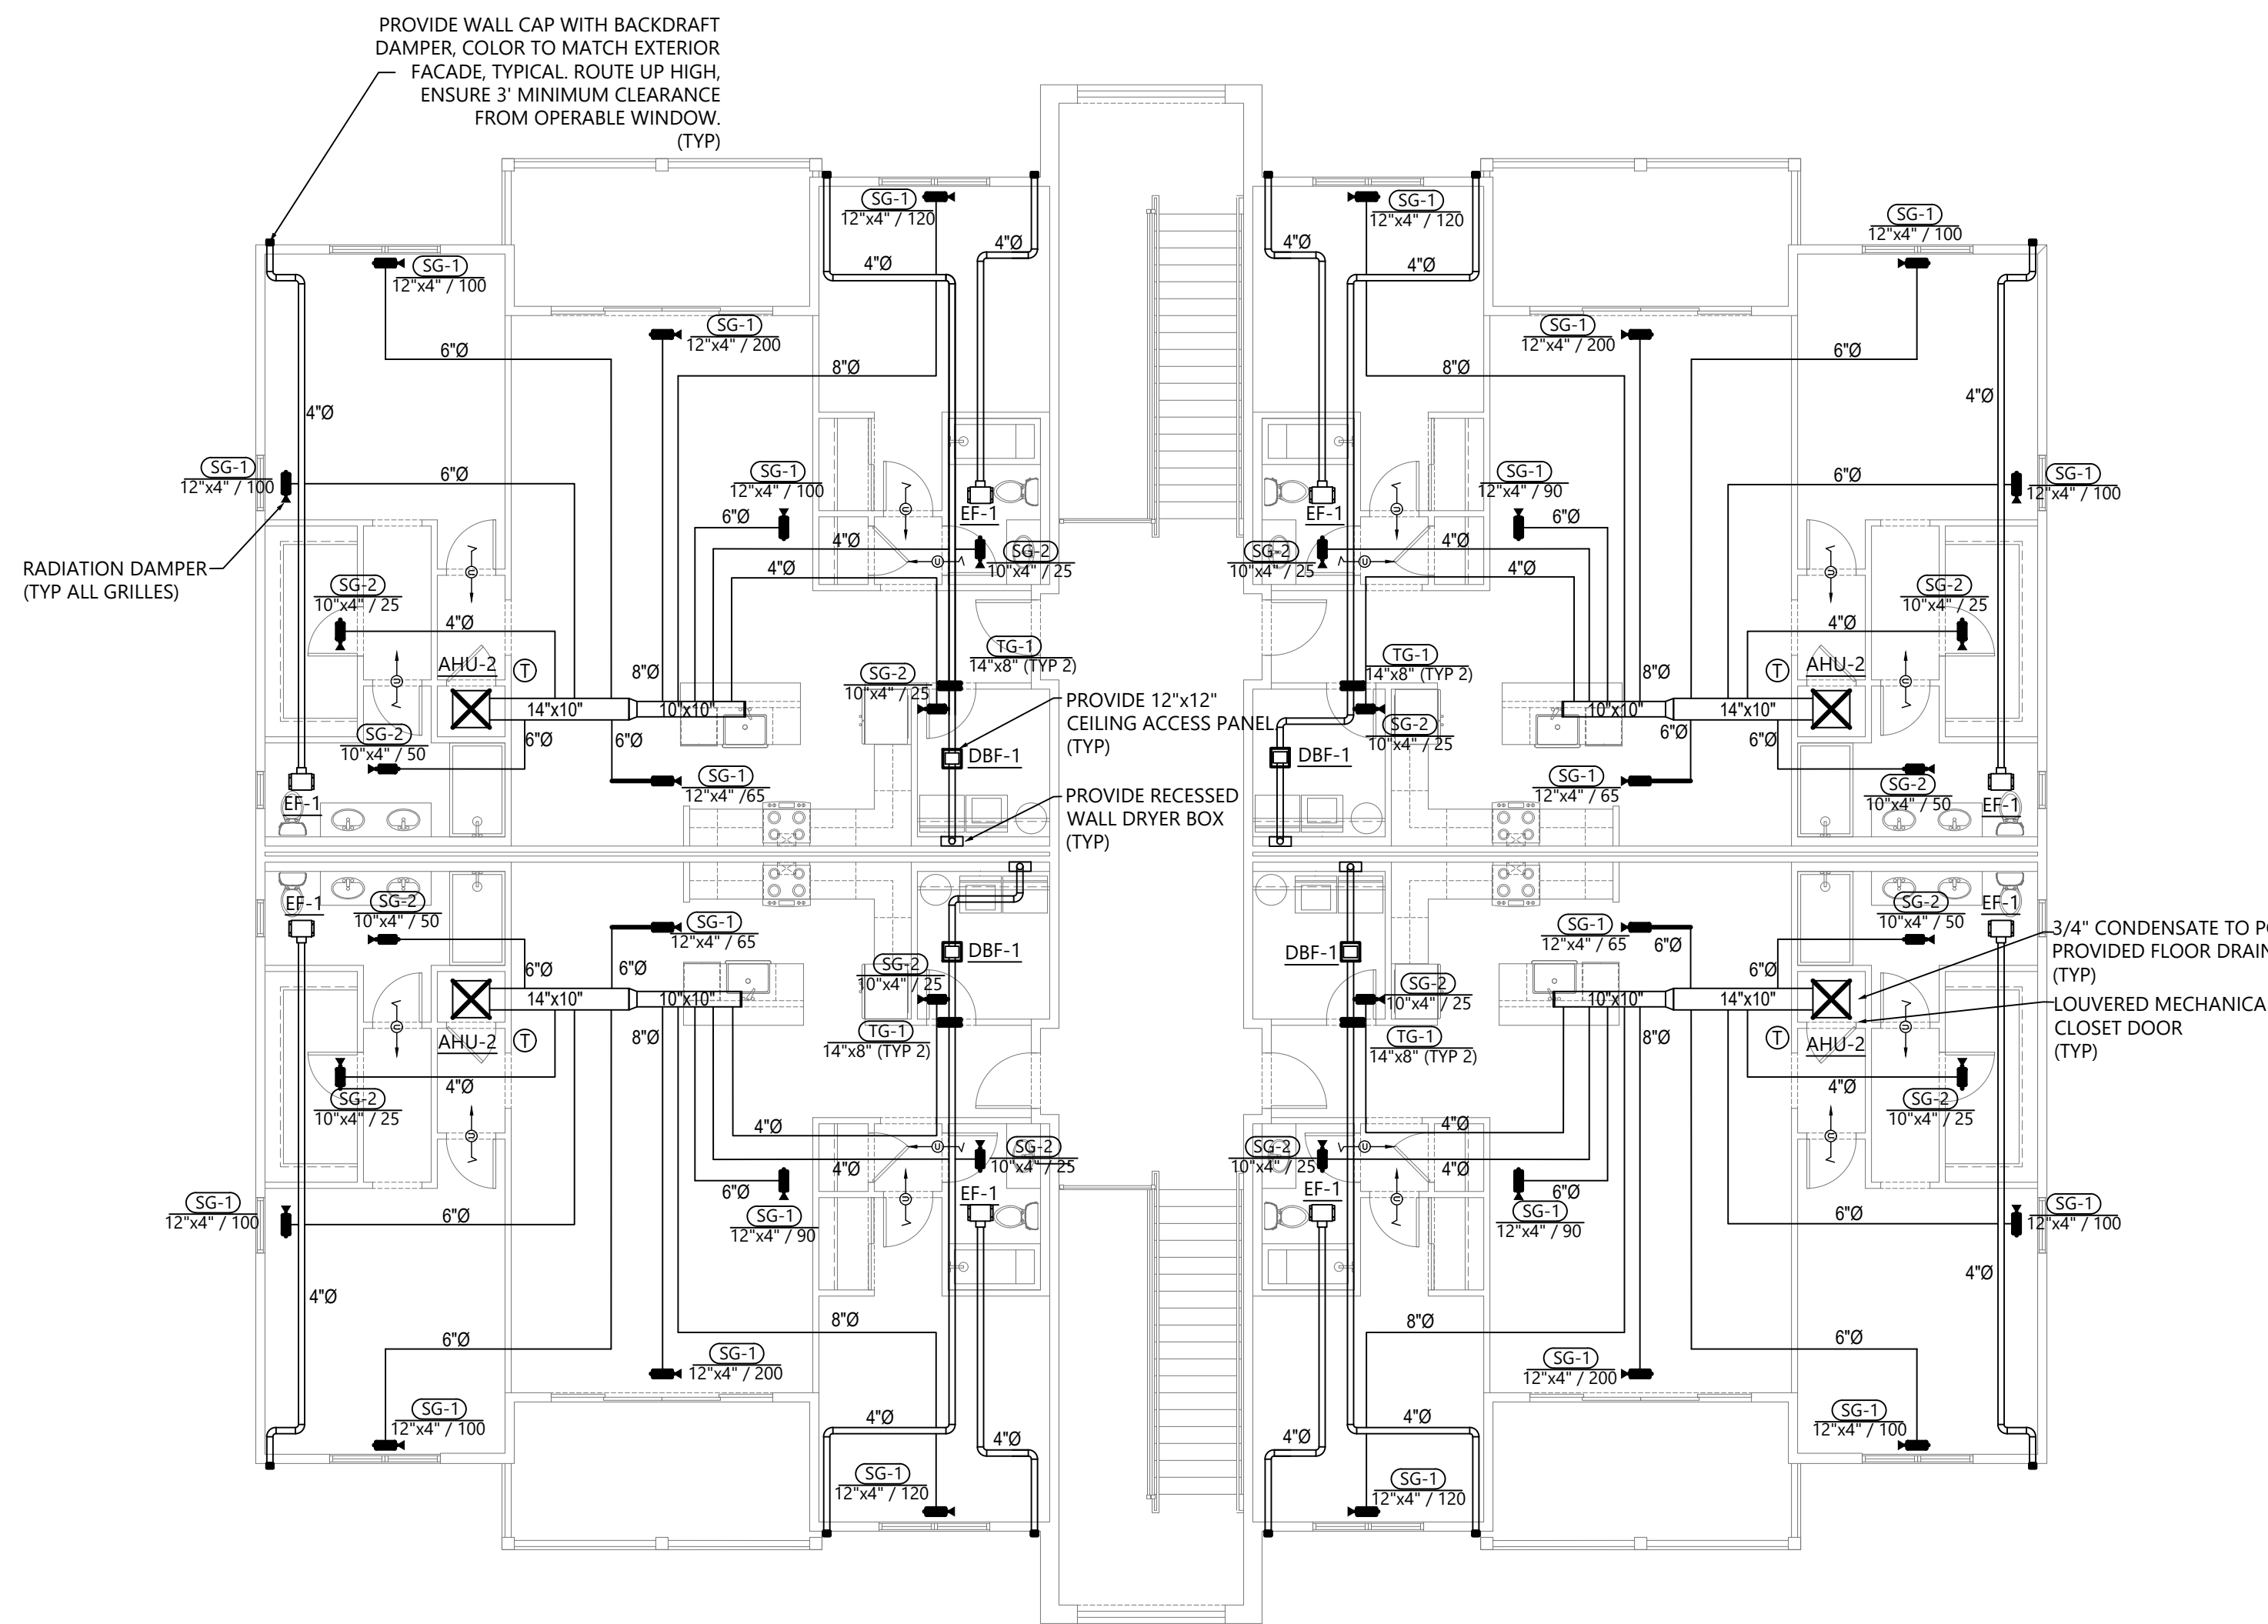 PROVIDE WALL CAP WITH BACKDRAFT
DAMPER, COLOR TO MATCH EXTERIOR
FACADE, TYPICAL. ROUTE UP HIGH,
ENSURE 3' MINIMUM CLEARANCE
FROM OPERABLE WINDOW.
(TYP)
SG-1
12"x4" / 120
SG-1
12"x4" / 120
SG-1
12"x4" / 100
4"Ø
4"Ø
4"Ø
4"Ø
SG-1
12"x4" / 100
SG-1
12"x4" / 200
SG-1
12"x4" / 200
6"Ø
8"Ø
8"Ø
6"Ø
4"Ø
4"Ø
SG-1
12"x4" / 100
6"Ø
SG-1
12"x4" / 100
SG-1
12"x4" / 90
6"Ø
SG-1
12"x4" / 100
EF-1
EF-1
6"Ø
6"Ø
4"Ø
4"Ø
SG-2
10"x4" / 25
SG-2
10"x4" / 25
4"Ø
4"Ø
U
U
U
U
U
U
U
U
RADIATION DAMPER
(TYP ALL GRILLES)
SG-2
10"x4" / 25
4"Ø
SG-2
10"x4" / 25
4"Ø
AHU-2
T
8"Ø
TG-1
14"x8" (TYP 2)
SG-2
10"x4" / 25
TG-1
14"x8" (TYP 2)
8"Ø
T
AHU-2
14"x10"
10"x10"
10"x10"
14"x10"
PROVIDE 12"x12"
CEILING ACCESS PANEL
(TYP)
SG-2
10"x4" / 25
SG-2
10"x4" / 50
6"Ø
6"Ø
6"Ø
6"Ø
DBF-1
DBF-1
EF-1
SG-1
12"x4" /65
SG-1
12"x4" / 65
SG-2
10"x4" / 50
EF-1
PROVIDE RECESSED
WALL DRYER BOX
(TYP)
EF-1
SG-2
10"x4" / 50
SG-1
12"x4" / 65
SG-1
12"x4" / 65
SG-2
10"x4" / 50
EF-1
6"Ø
6"Ø
6"Ø
6"Ø
DBF-1
DBF-1
SG-2
10"x4" / 25
SG-2
10"x4" / 25
3/4" CONDENSATE TO
PROVIDED FLOOR
(TYP)
14"x10"
10"x10"
10"x10"
14"x10"
LOUVERED
CLOSET DOOR
(TYP)
AHU-2
T
8"Ø
TG-1
14"x8" (TYP 2)
TG-1
14"x8" (TYP 2)
8"Ø
T
AHU-2
4"Ø
SG-2
10"x4" / 25
4"Ø
SG-2
10"x4" / 25
4"Ø
4"Ø
U
U
U
U
U
U
U
U
SG-2
10"x4" / 25
SG-2
10"x4" / 25
4"Ø
4"Ø
6"Ø
6"Ø
EF-1
EF-1
SG-1
12"x4" / 100
6"Ø
SG-1
12"x4" / 90
SG-1
12"x4" / 90
6"Ø
SG-1
12"x4" / 100
4"Ø
4"Ø
6"Ø
8"Ø
8"Ø
6"Ø
SG-1
12"x4" / 200
SG-1
12"x4" / 200
SG-1
12"x4" / 100
4"Ø
4"Ø
4"Ø
4"Ø
SG-1
12"x4" / 100
SG-1
12"x4" / 120
SG-1
12"x4" / 120